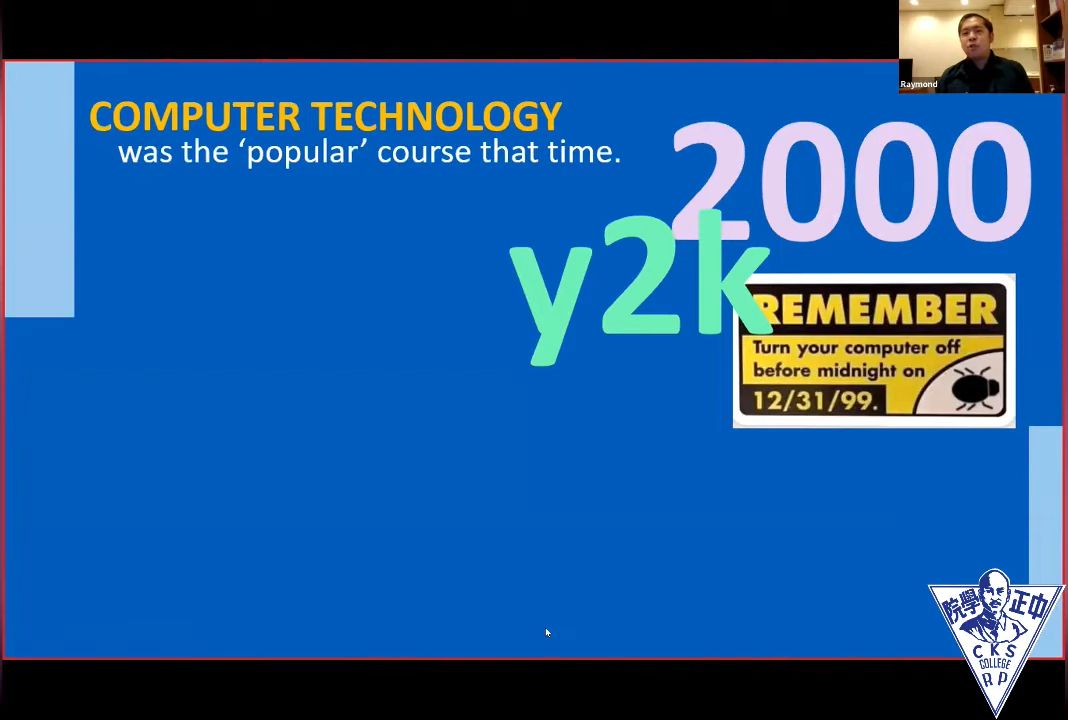 Raymond
COMPUTER TECHNOLOGY
was the ‘popular’ course that time.
2000
y2k
REMEMBER
Turn your computer off
before midnight on
12/31/99.
院學 正中
CKS
COLLEGE
RP